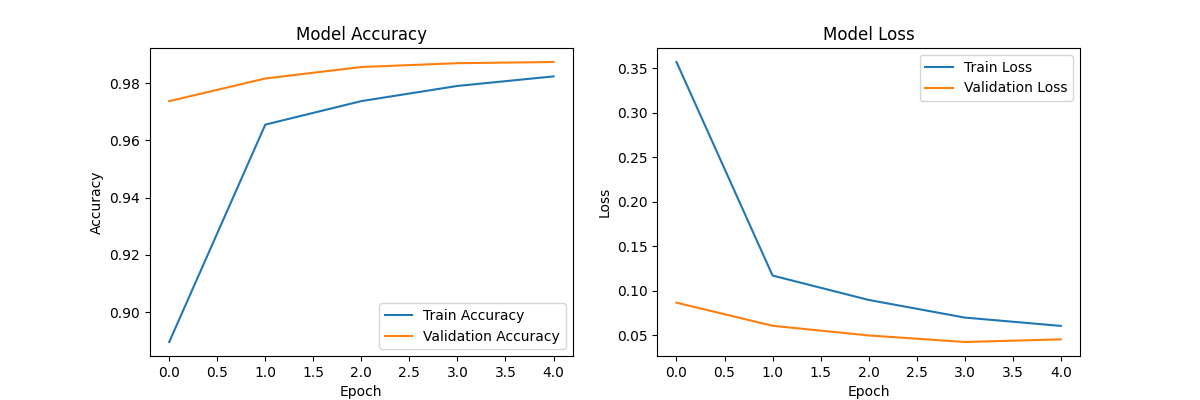 Model Accuracy
Accuracy
0.98
0.96
0.94
0.92
0.90
Train Accuracy
Validation Accuracy
0.0 0.5 1.0 1.5 2.0 2.5 3.0 3.5 4.0
Epoch
Model Loss
Loss
0.35
0.30
0.25
0.20
0.15
0.10
0.05
Train Loss
Validation Loss
0.0 0.5 1.0 1.5 2.0 2.5 3.0 3.5 4.0
Epoch